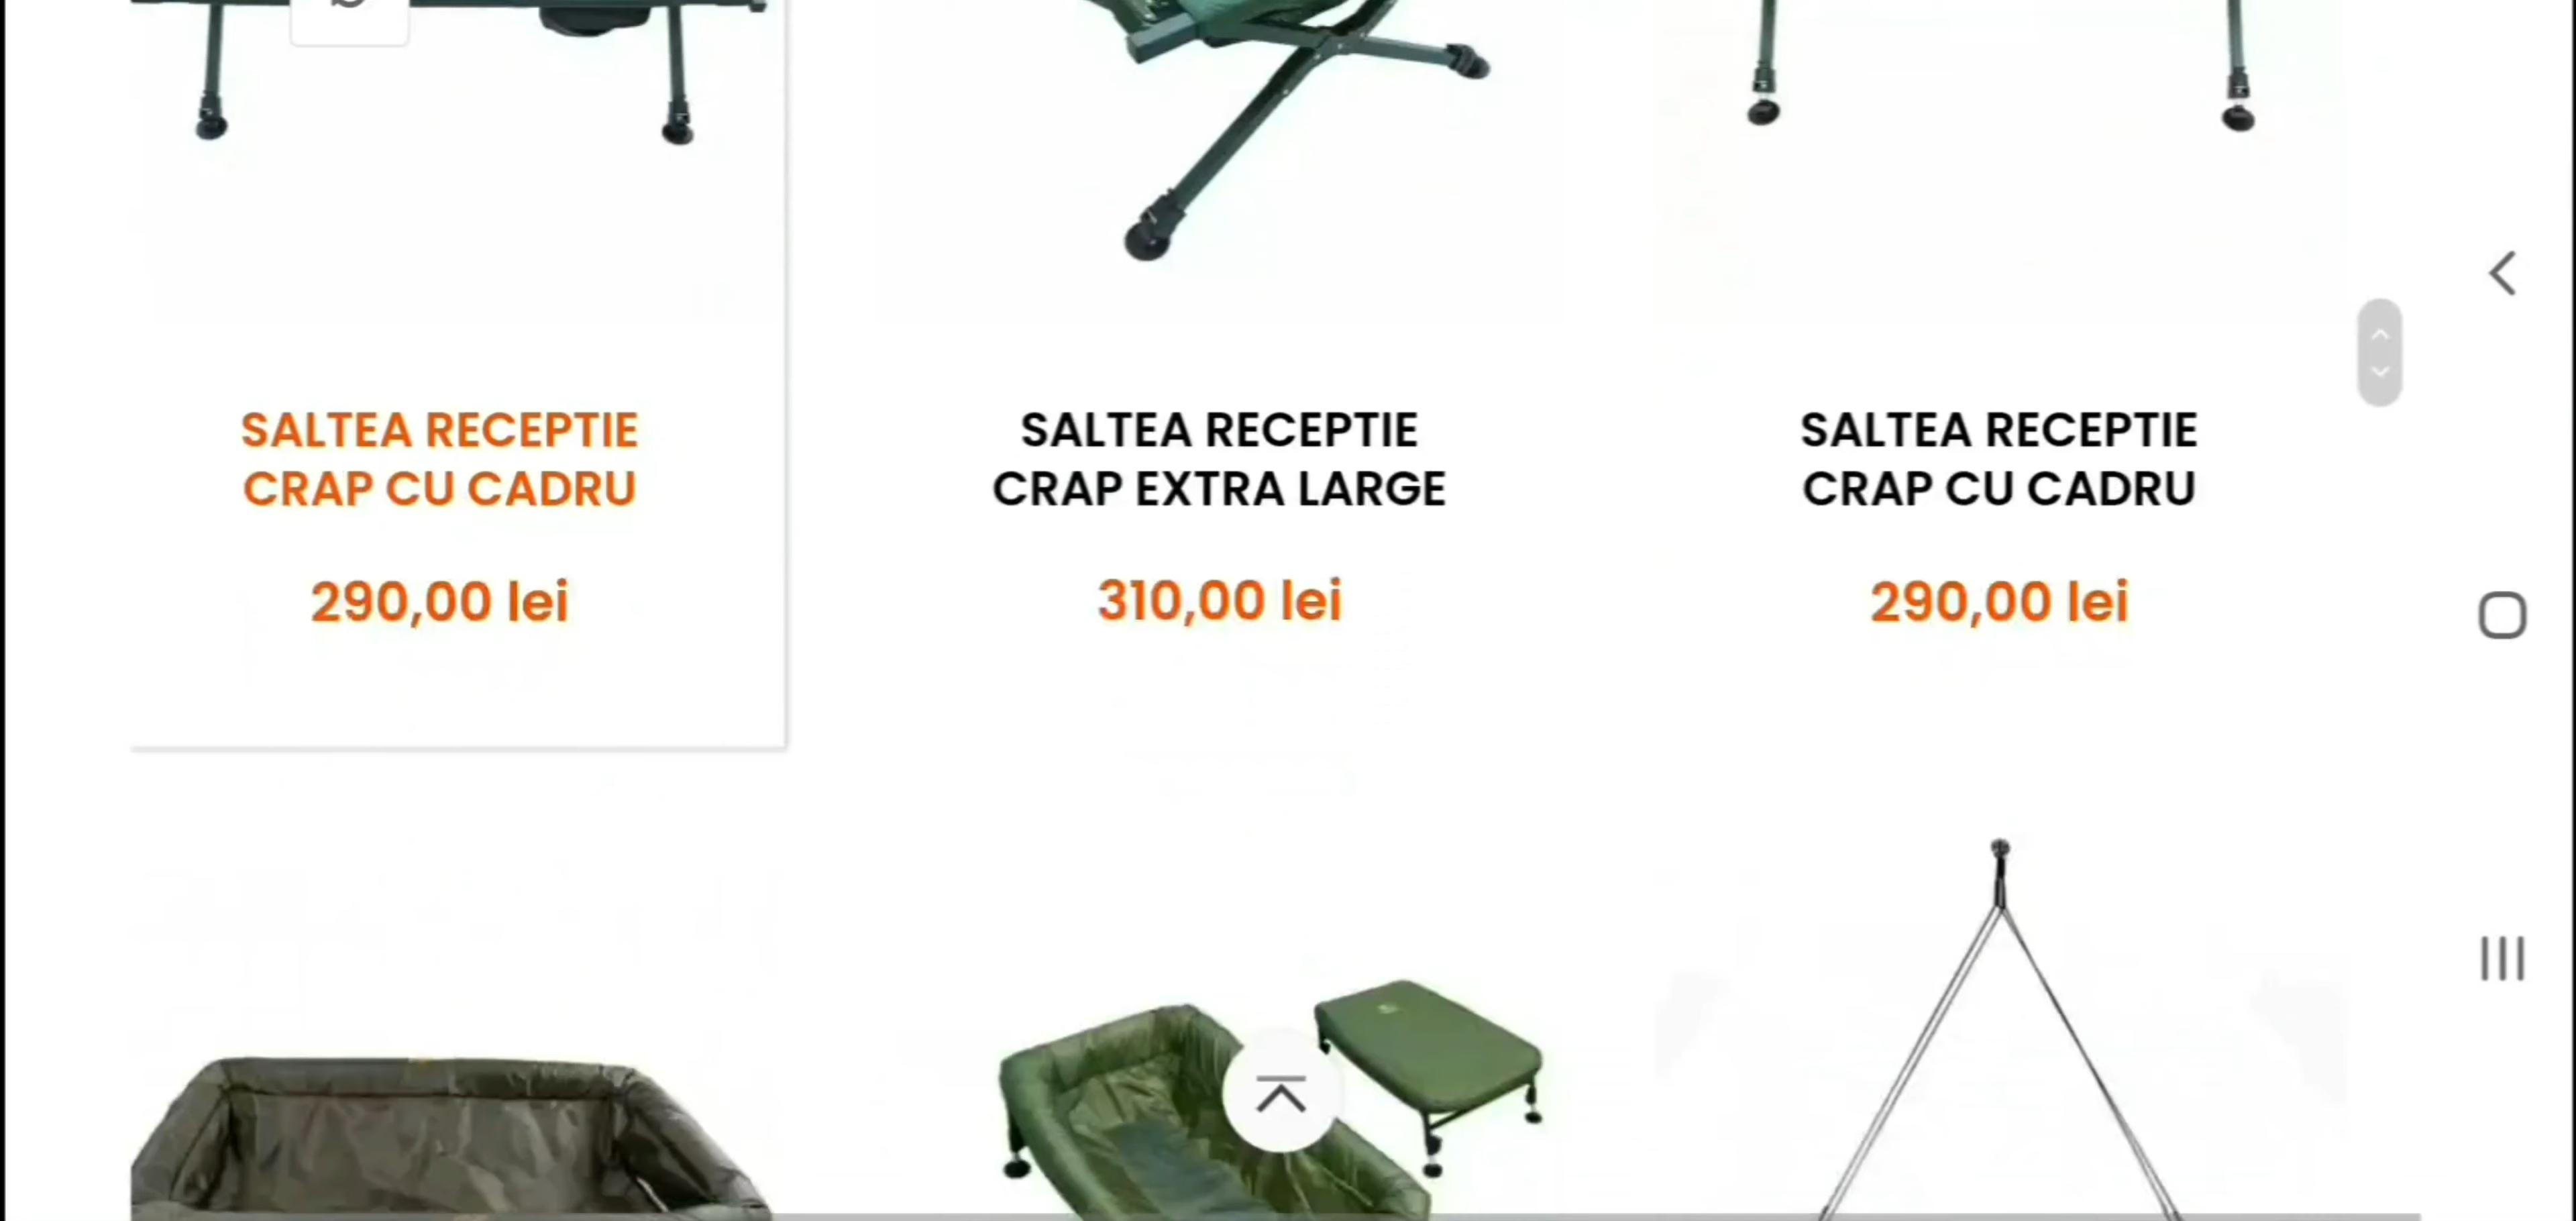 SALTEA RECEPTIE
CRAP CU CADRU
290,00 lei
SALTEA RECEPTIE
CRAP EXTRA LARGE
310,00 lei
SALTEA RECEPTIE
CRAP CU CADRU
290,00 lei